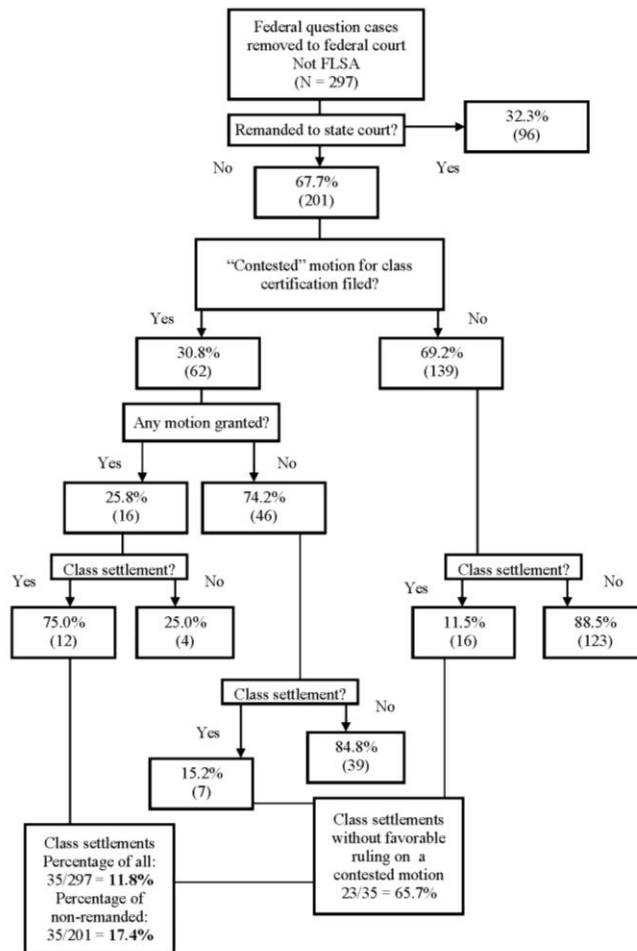 Federal question cases
removed to federal court
Not FLSA
(N = 297)
Remanded to state court?
32.3%
(96)
No
Yes
67.7%
(201)
“Contested” motion for class
certification filed?
Yes
No
30.8%
(62)
69.2%
(139)
Any motion granted?
Yes
No
25.8%
(16)
74.2%
(46)
Class settlement?
Class settlement?
Yes
No
Yes
No
75.0%
(12)
25.0%
(4)
11.5%
(16)
88.5%
(123)
Class settlement?
Yes
No
15.2%
(7)
84.8%
(39)
Class settlements
Percentage of all:
35/297 = 11.8%
Percentage of
non-remanded:
35/201 = 17.4%
Class settlements
without favorable
ruling on a
contested motion
23/35 = 65.7%